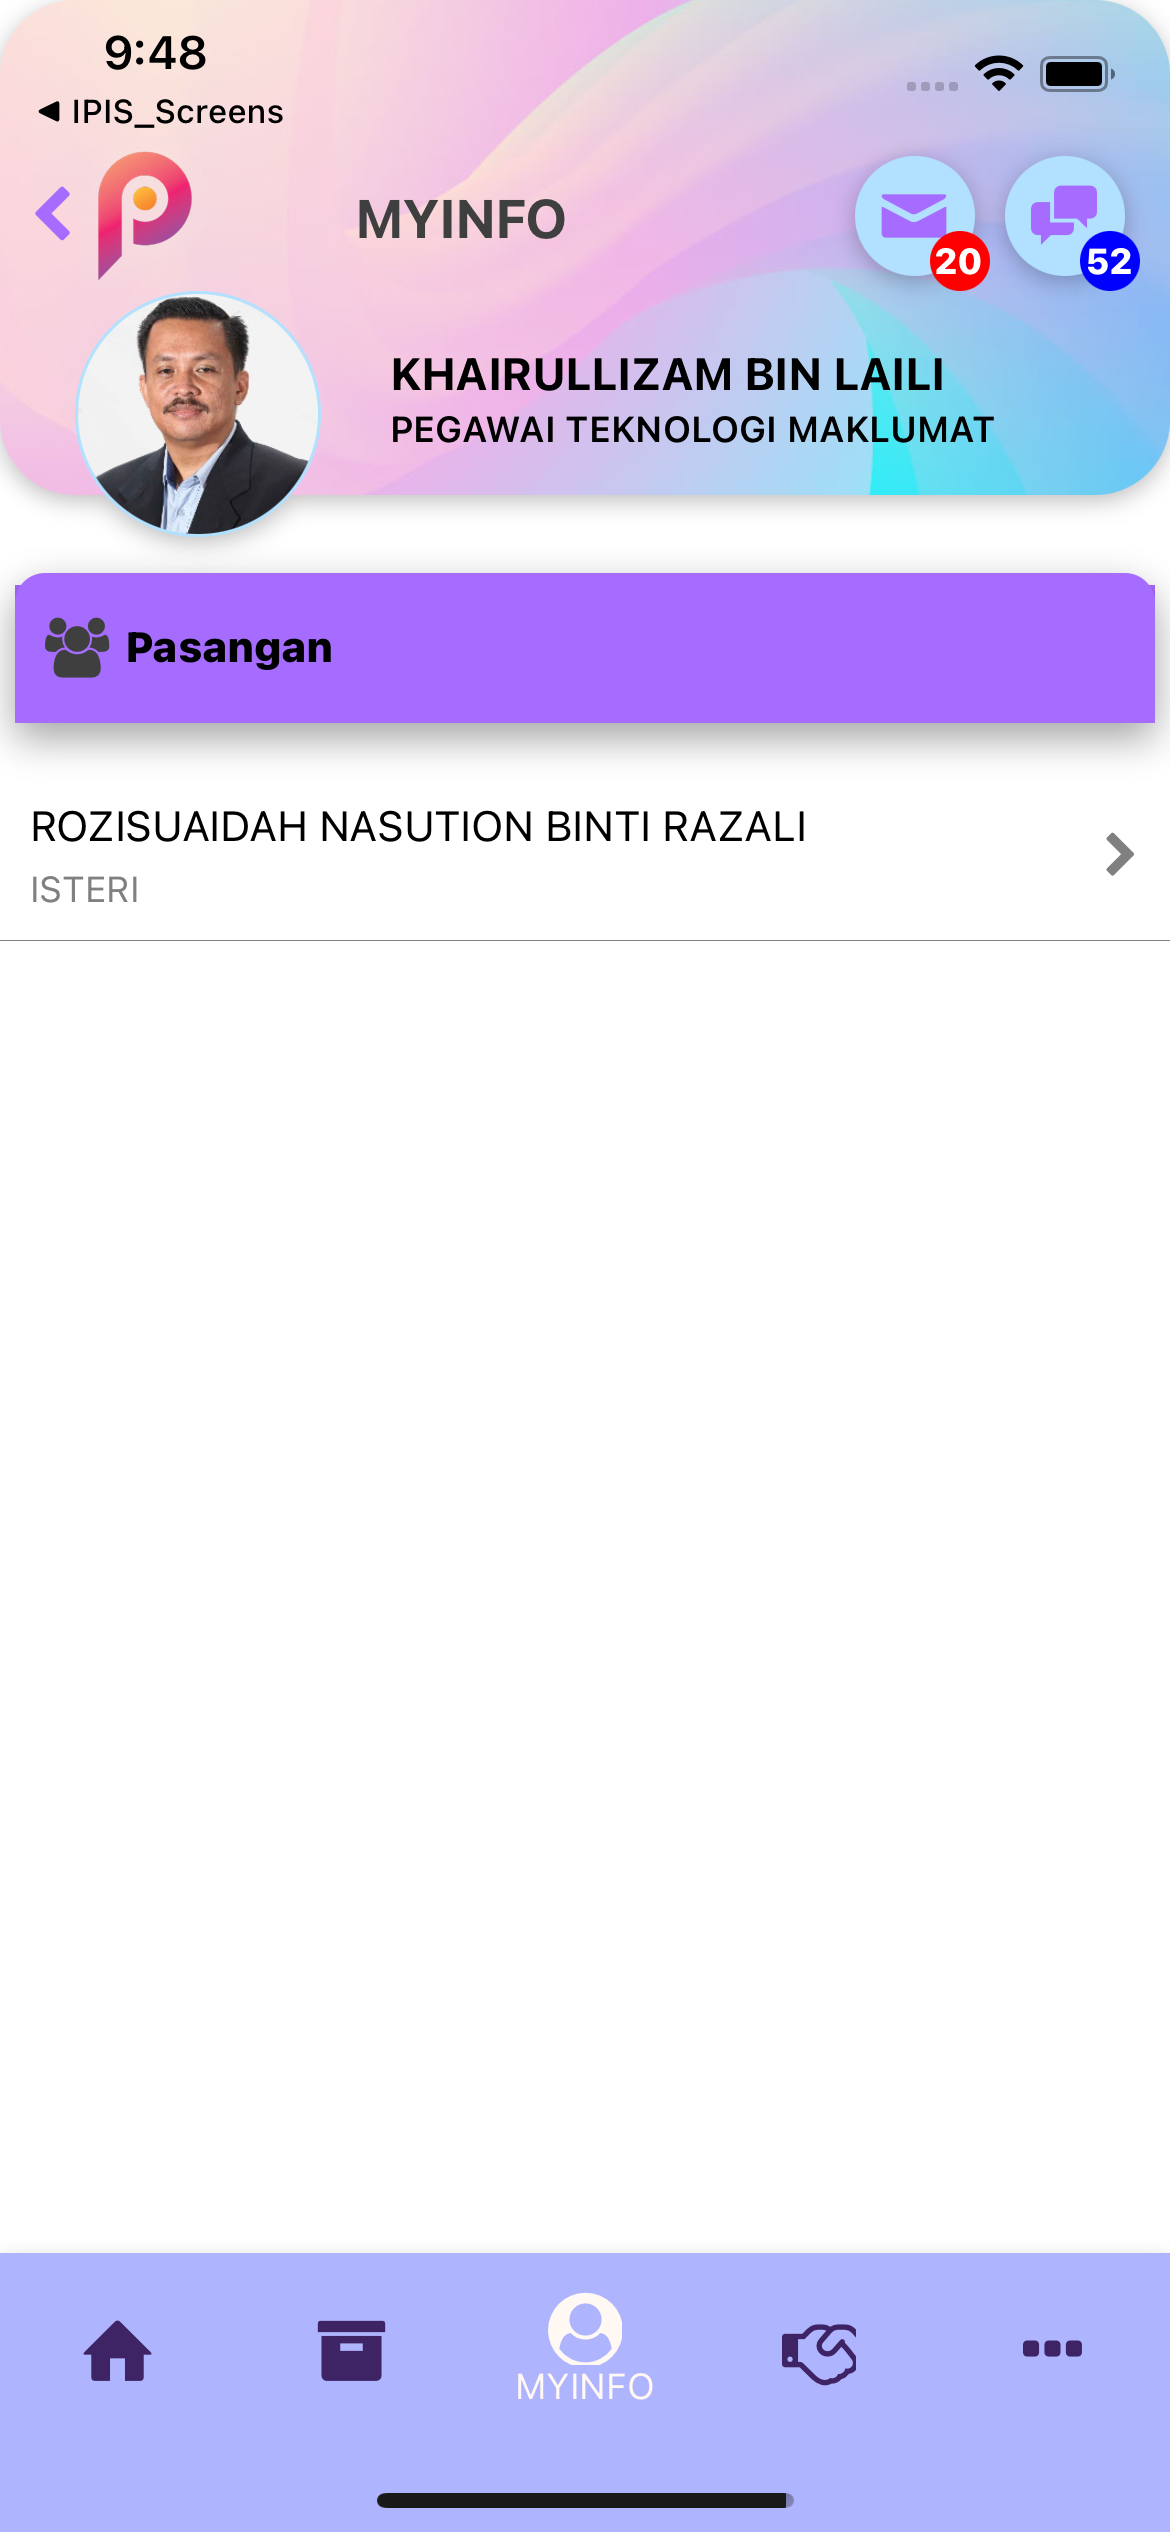 9:48
◀ IPIS_Screens
MYINFO
20
52
KHAIRULLIZAM BIN LAILI
PEGAWAI TEKNOLOGI MAKLUMAT
Pasangan
ROZISUAIDAH NASUTION BINTI RAZALI
ISTERI
MYINFO